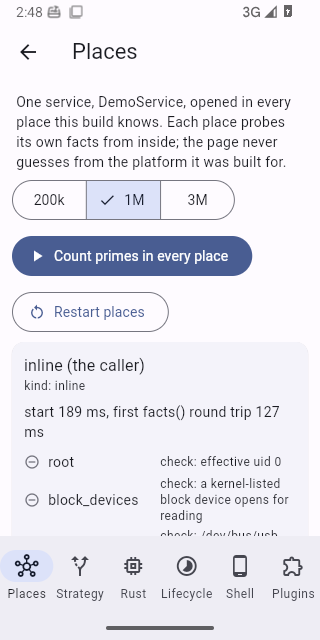 2:48
3G
Places
One service, DemoService, opened in every
place this build knows. Each place probes
its own facts from inside; the page never
guesses from the platform it was built for.
200k
1M
3M
Count primes in every place
Restart places
inline (the caller)
kind: inline
start 189 ms, first facts() round trip 127
ms
root
check: effective uid 0
block_devices
check: a kernel-listed
block device opens for
reading
check: /dev/bus/usb
Places
Strategy
Rust
Lifecycle
Shell
Plugins